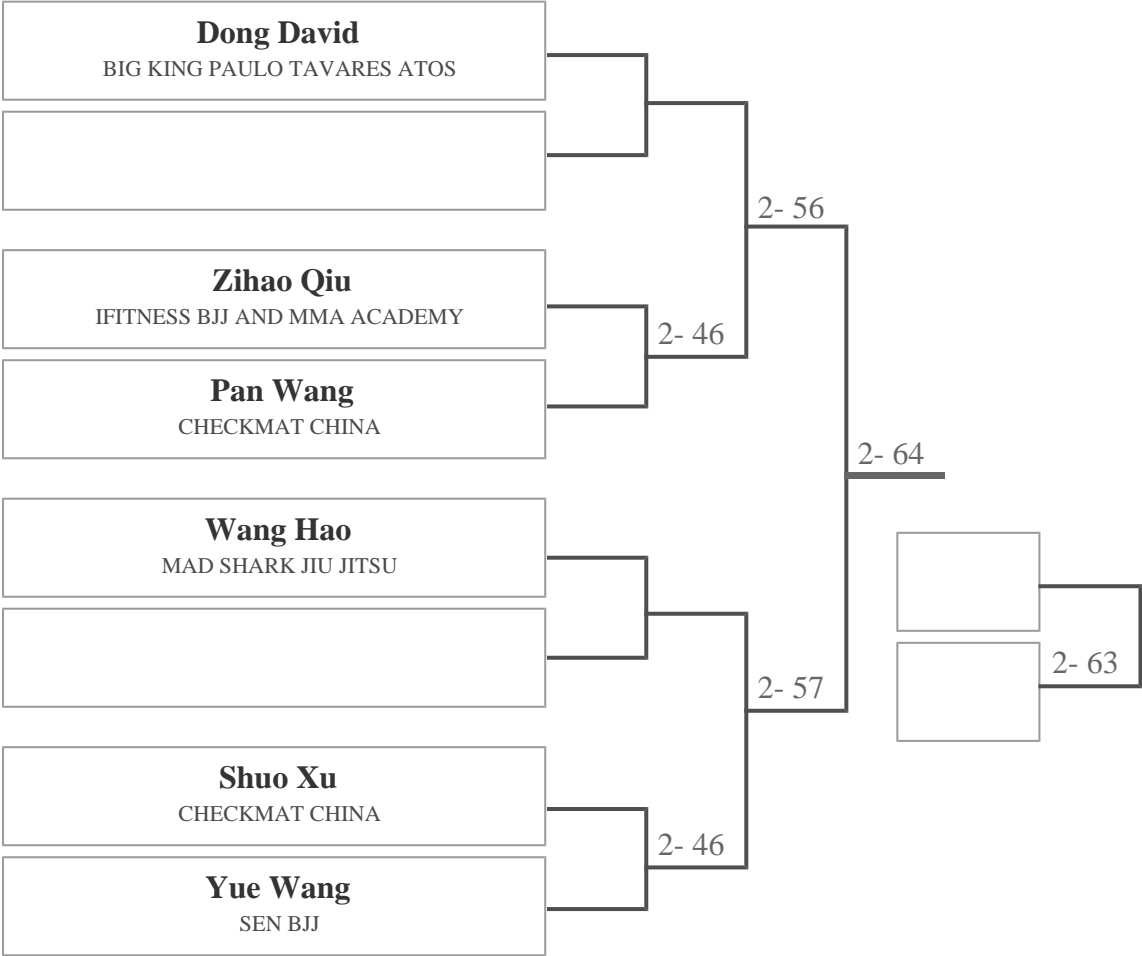 Dong David
BIG KING PAULO TAVARES ATOS
2- 56
Zihao Qiu
IFITNESS BJJ AND MMA ACADEMY
2- 46
Pan Wang
CHECKMAT CHINA
2- 64
Wang Hao
MAD SHARK JIU JITSU
2- 63
2- 57
Shuo Xu
CHECKMAT CHINA
2- 46
Yue Wang
SEN BJJ